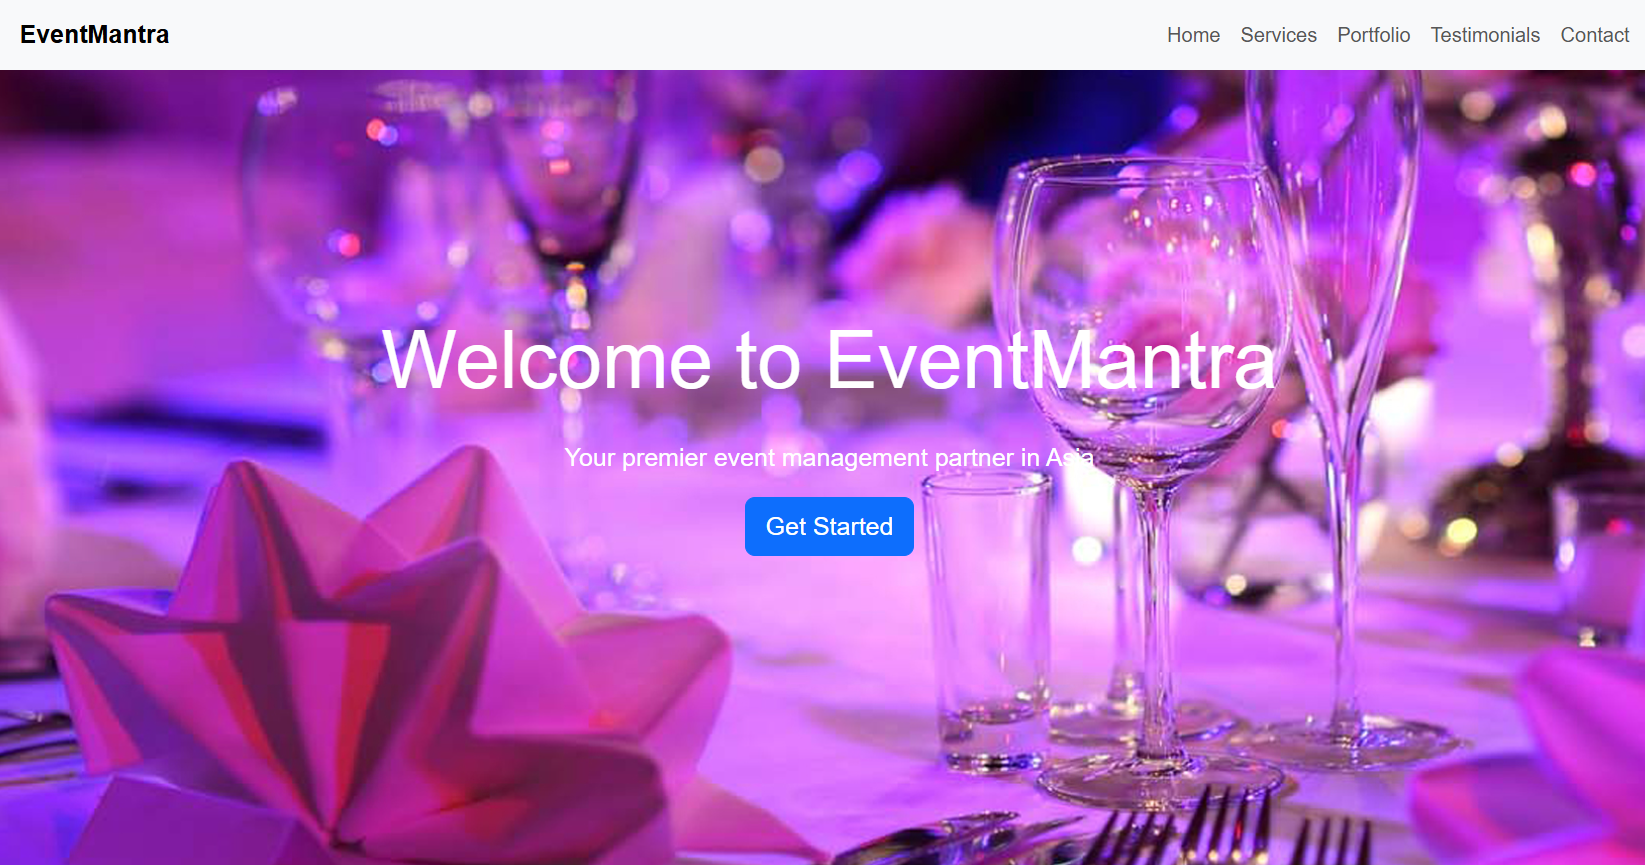 EventMantra
Home Services Portfolio Testimonials Contact
Welcome to EventMantra
Your premier event management partner in Asia
Get Started